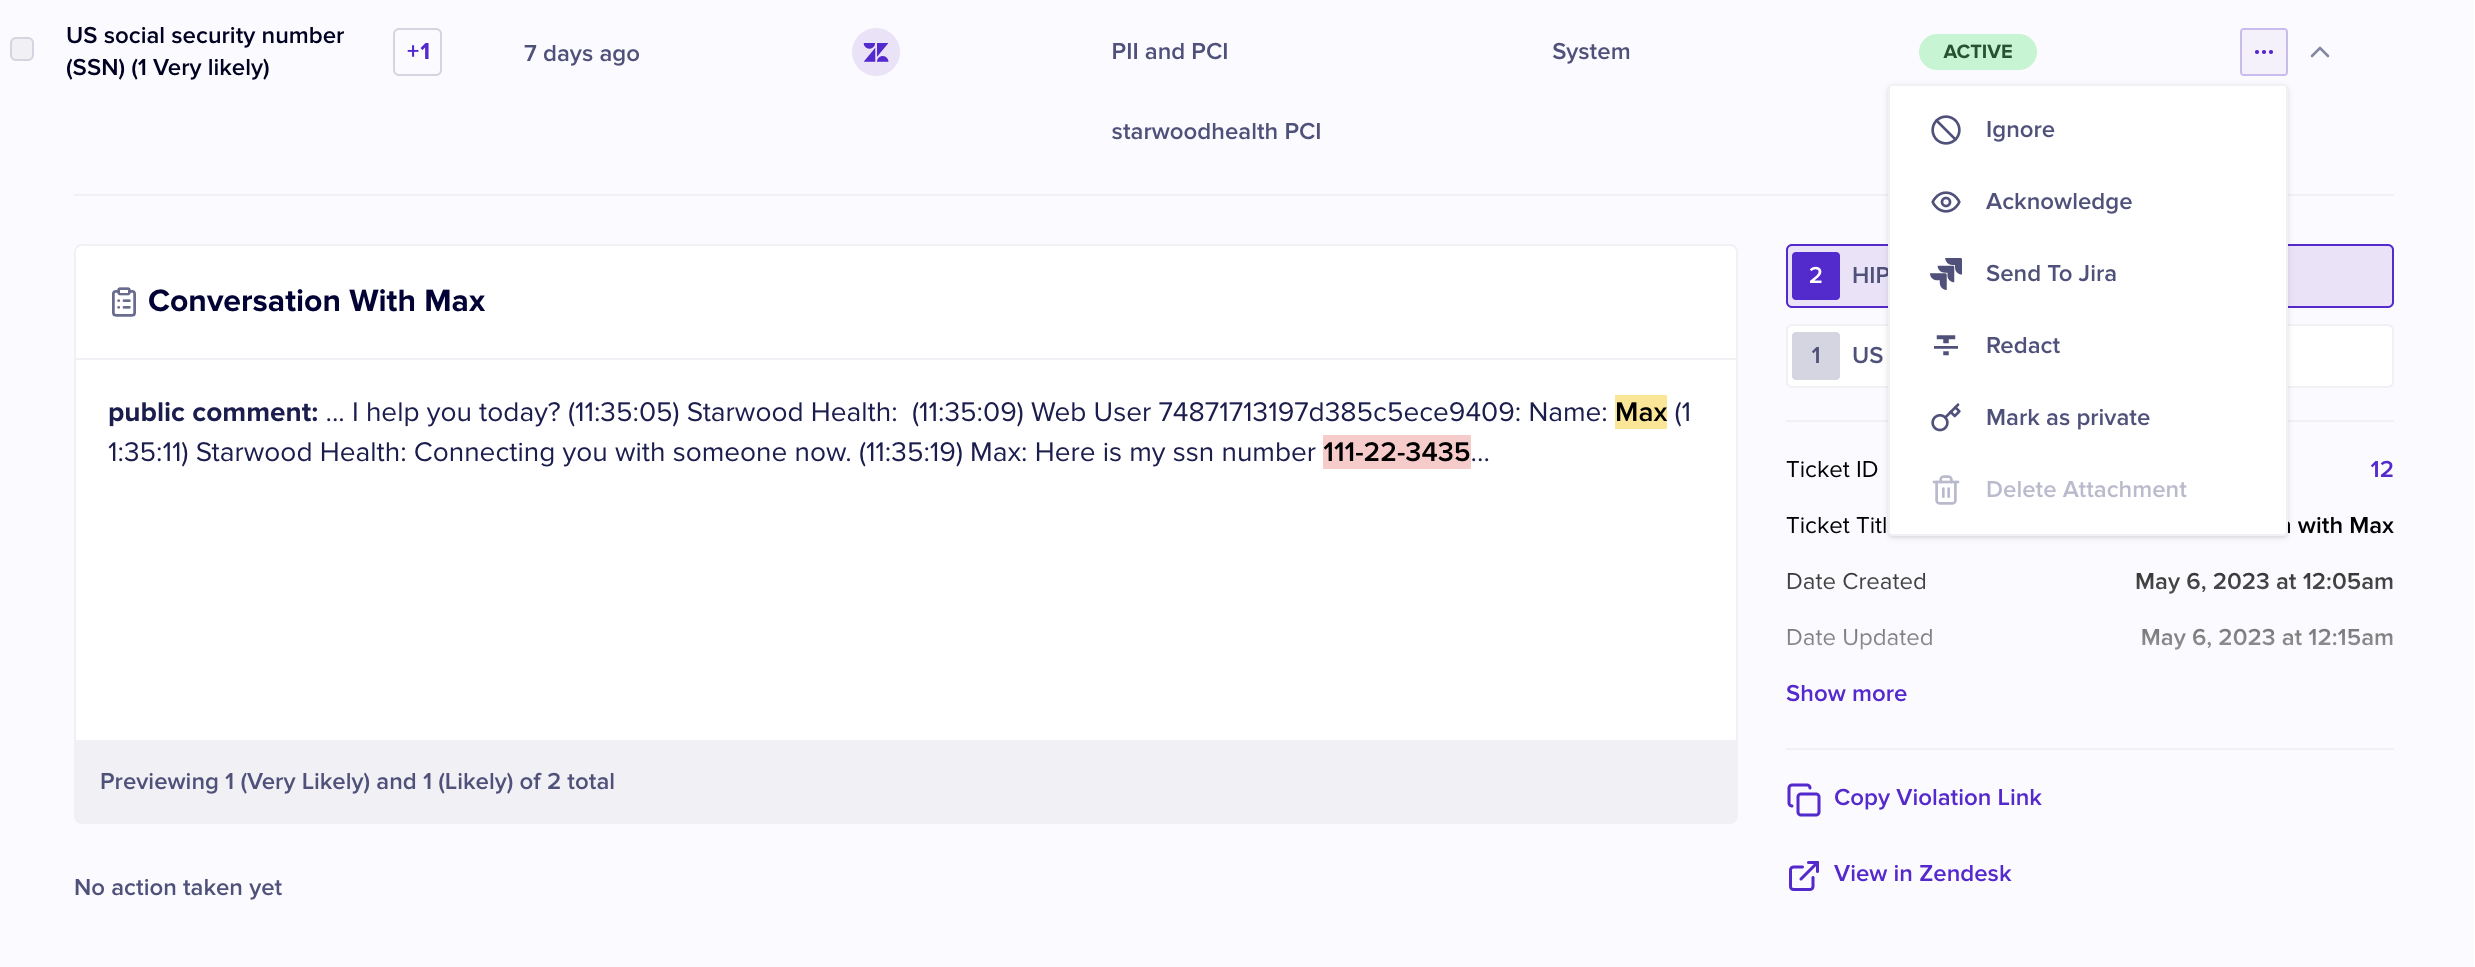 US social security number
(SSN) (1 Very likely)
+1
7 days ago
PII and PCI
System
ACTIVE
starwoodhealth PCI
Ignore
Acknowledge
Send To Jira
Redact
Mark as private
Delete Attachment
Conversation With Max
public comment: ... I help you today? (11:35:05) Starwood Health:  (11:35:09) Web User 74871713197d385c5ece9409: Name: Max (1
1:35:11) Starwood Health: Connecting you with someone now. (11:35:19) Max: Here is my ssn number 111-22-3435...
Previewing 1 (Very Likely) and 1 (Likely) of 2 total
No action taken yet
2 HIP
1 US
Ticket ID 12
Ticket Titl with Max
Date Created May 6, 2023 at 12:05am
Date Updated May 6, 2023 at 12:15am
Show more
Copy Violation Link
View in Zendesk